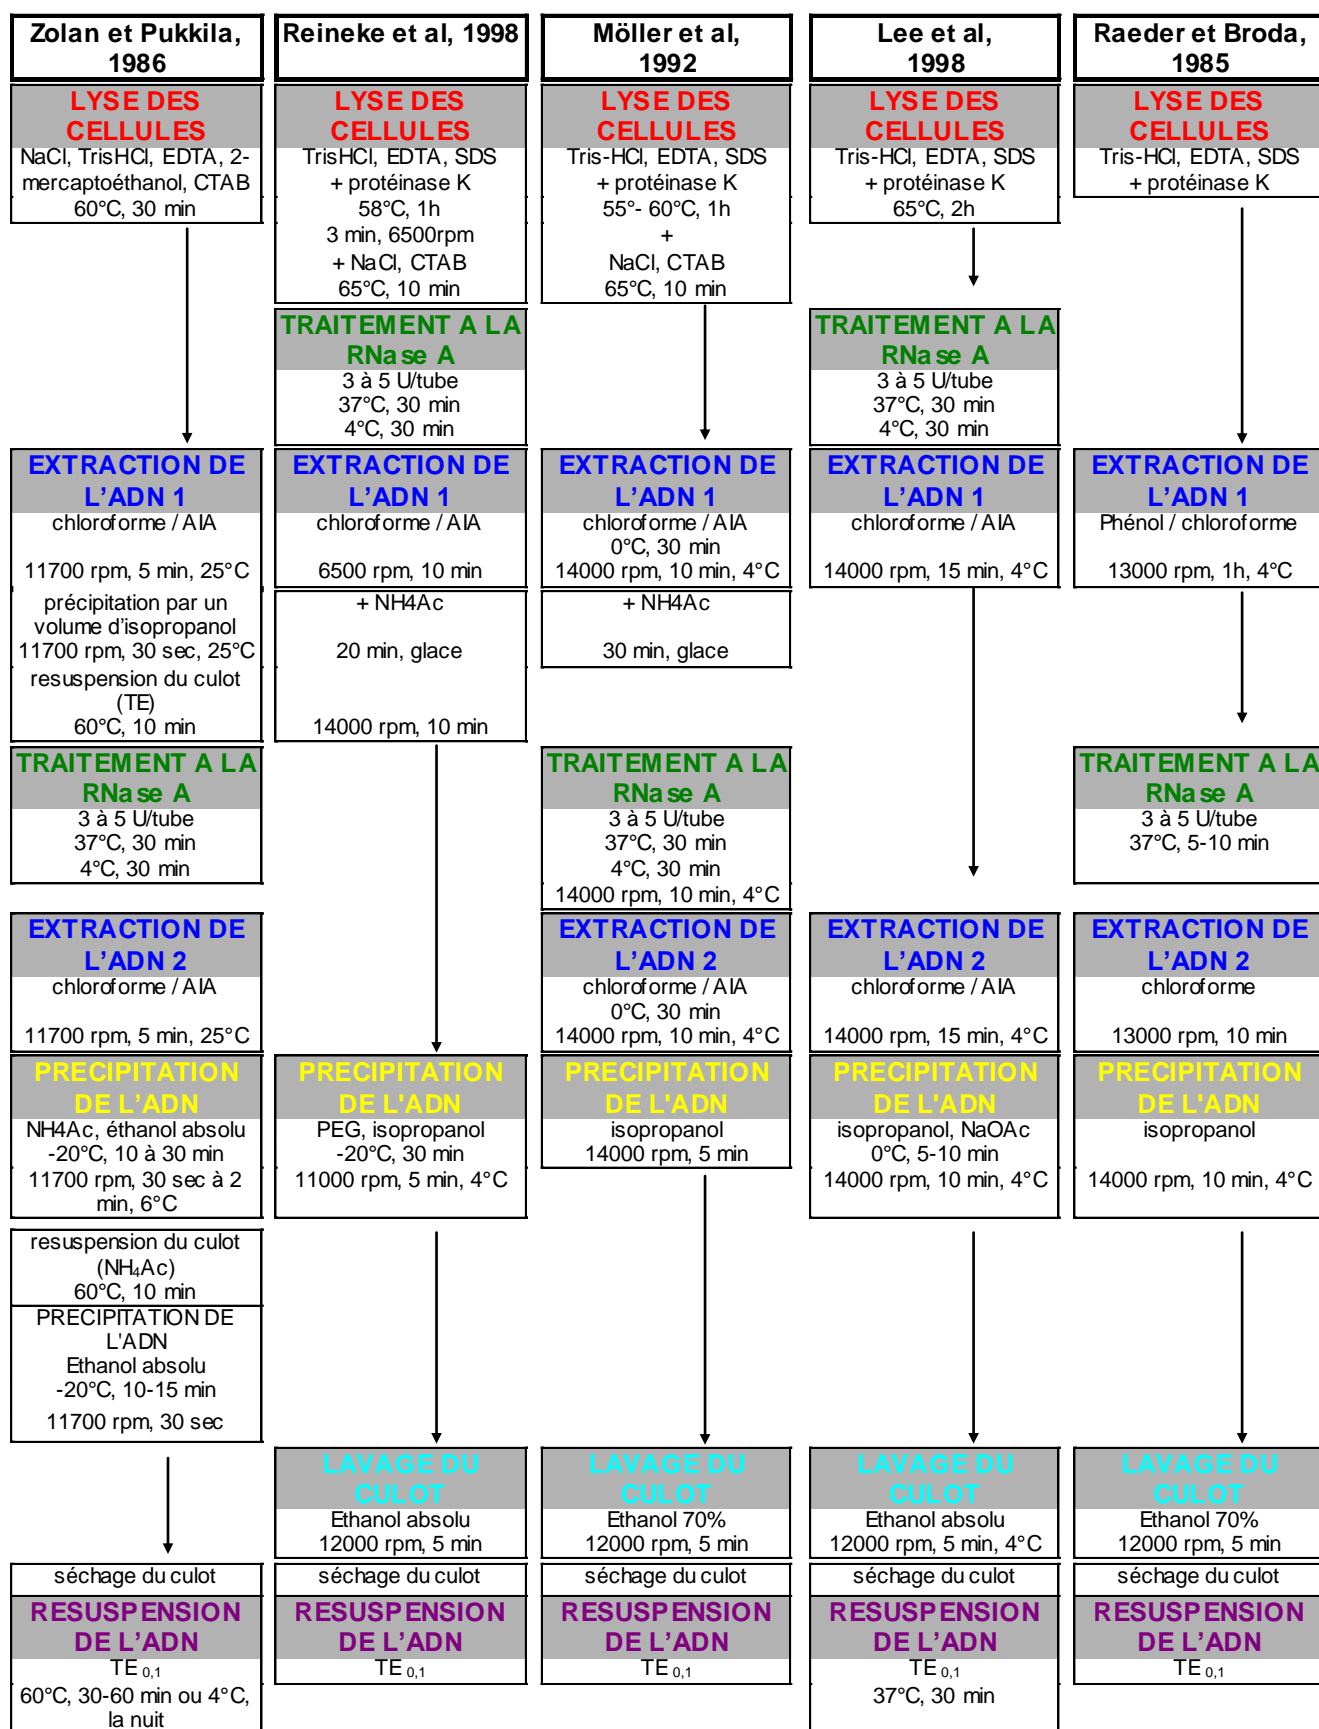 Zolan et Pukkila,
1986
LYSE DES
CELLULES
NaCl, TrisHCl, EDTA, 2-
mercaptoéthanol, CTAB
60°C, 30 min
EXTRACTION DE
L’ADN 1
chloroforme / AIA
11700 rpm, 5 min, 25°C
précipitation par un
volume d’isopropanol
11700 rpm, 30 sec, 25°C
resuspension du culot
(TE)
60°C, 10 min
TRAITEMENT A LA
RNase A
3 à 5 U/tube
37°C, 30 min
4°C, 30 min
EXTRACTION DE
L’ADN 2
chloroforme / AIA
11700 rpm, 5 min, 25°C
PRECIPITATION
DE L’ADN
NH4Ac, éthanol absolu
-20°C, 10 à 30 min
11700 rpm, 30 sec à 2
min, 6°C
resuspension du culot
(NH₄Ac)
60°C, 10 min
PRECIPITATION DE
L'ADN
Ethanol absolu
-20°C, 10-15 min
11700 rpm, 30 sec
séchage du culot
RESUSPENSION
DE L’ADN
TE 0,1
60°C, 30-60 min ou 4°C,
la nuit
Reineke et al, 1998
LYSE DES
CELLULES
TrisHCl, EDTA, SDS
+ protéinase K
58°C, 1h
3 min, 6500rpm
+ NaCl, CTAB
65°C, 10 min
TRAITEMENT A LA
RNase A
3 à 5 U/tube
37°C, 30 min
4°C, 30 min
EXTRACTION DE
L’ADN 1
chloroforme / AIA
6500 rpm, 10 min
+ NH4Ac
20 min, glace
14000 rpm, 10 min
PRECIPITATION
DE L'ADN
PEG, isopropanol
-20°C, 30 min
11000 rpm, 5 min, 4°C
LAVAGE DU
CULOT
Ethanol absolu
12000 rpm, 5 min
séchage du culot
RESUSPENSION
DE L’ADN
TE 0,1
Möller et al,
1992
LYSE DES
CELLULES
Tris-HCl, EDTA, SDS
+ protéinase K
55°- 60°C, 1h
+
NaCl, CTAB
65°C, 10 min
EXTRACTION DE
L’ADN 1
chloroforme / AIA
0°C, 30 min
14000 rpm, 10 min, 4°C
+ NH4Ac
30 min, glace
TRAITEMENT A LA
RNase A
3 à 5 U/tube
37°C, 30 min
4°C, 30 min
14000 rpm, 10 min, 4°C
EXTRACTION DE
L’ADN 2
chloroforme / AIA
0°C, 30 min
14000 rpm, 10 min, 4°C
PRECIPITATION
DE L'ADN
isopropanol
14000 rpm, 5 min
LAVAGE DU
CULOT
Ethanol 70%
12000 rpm, 5 min
séchage du culot
RESUSPENSION
DE L’ADN
TE 0,1
Lee et al,
1998
LYSE DES
CELLULES
Tris-HCl, EDTA, SDS
+ protéinase K
65°C, 2h
TRAITEMENT A LA
RNase A
3 à 5 U/tube
37°C, 30 min
4°C, 30 min
EXTRACTION DE
L’ADN 1
chloroforme / AIA
14000 rpm, 15 min, 4°C
EXTRACTION DE
L’ADN 2
chloroforme / AIA
14000 rpm, 15 min, 4°C
PRECIPITATION
DE L'ADN
isopropanol, NaOAc
0°C, 5-10 min
14000 rpm, 10 min, 4°C
LAVAGE DU
CULOT
Ethanol absolu
12000 rpm, 5 min, 4°C
séchage du culot
RESUSPENSION
DE L’ADN
TE 0,1
37°C, 30 min
Raeder et Broda,
1985
LYSE DES
CELLULES
Tris-HCl, EDTA, SDS
+ protéinase K
EXTRACTION DE
L’ADN 1
Phénol / chloroforme
13000 rpm, 1h, 4°C
TRAITEMENT A LA
RNase A
3 à 5 U/tube
37°C, 5-10 min
EXTRACTION DE
L’ADN 2
chloroforme
13000 rpm, 10 min
PRECIPITATION
DE L'ADN
isopropanol
14000 rpm, 10 min, 4°C
LAVAGE DU
CULOT
Ethanol 70%
12000 rpm, 5 min
séchage du culot
RESUSPENSION
DE L’ADN
TE 0,1